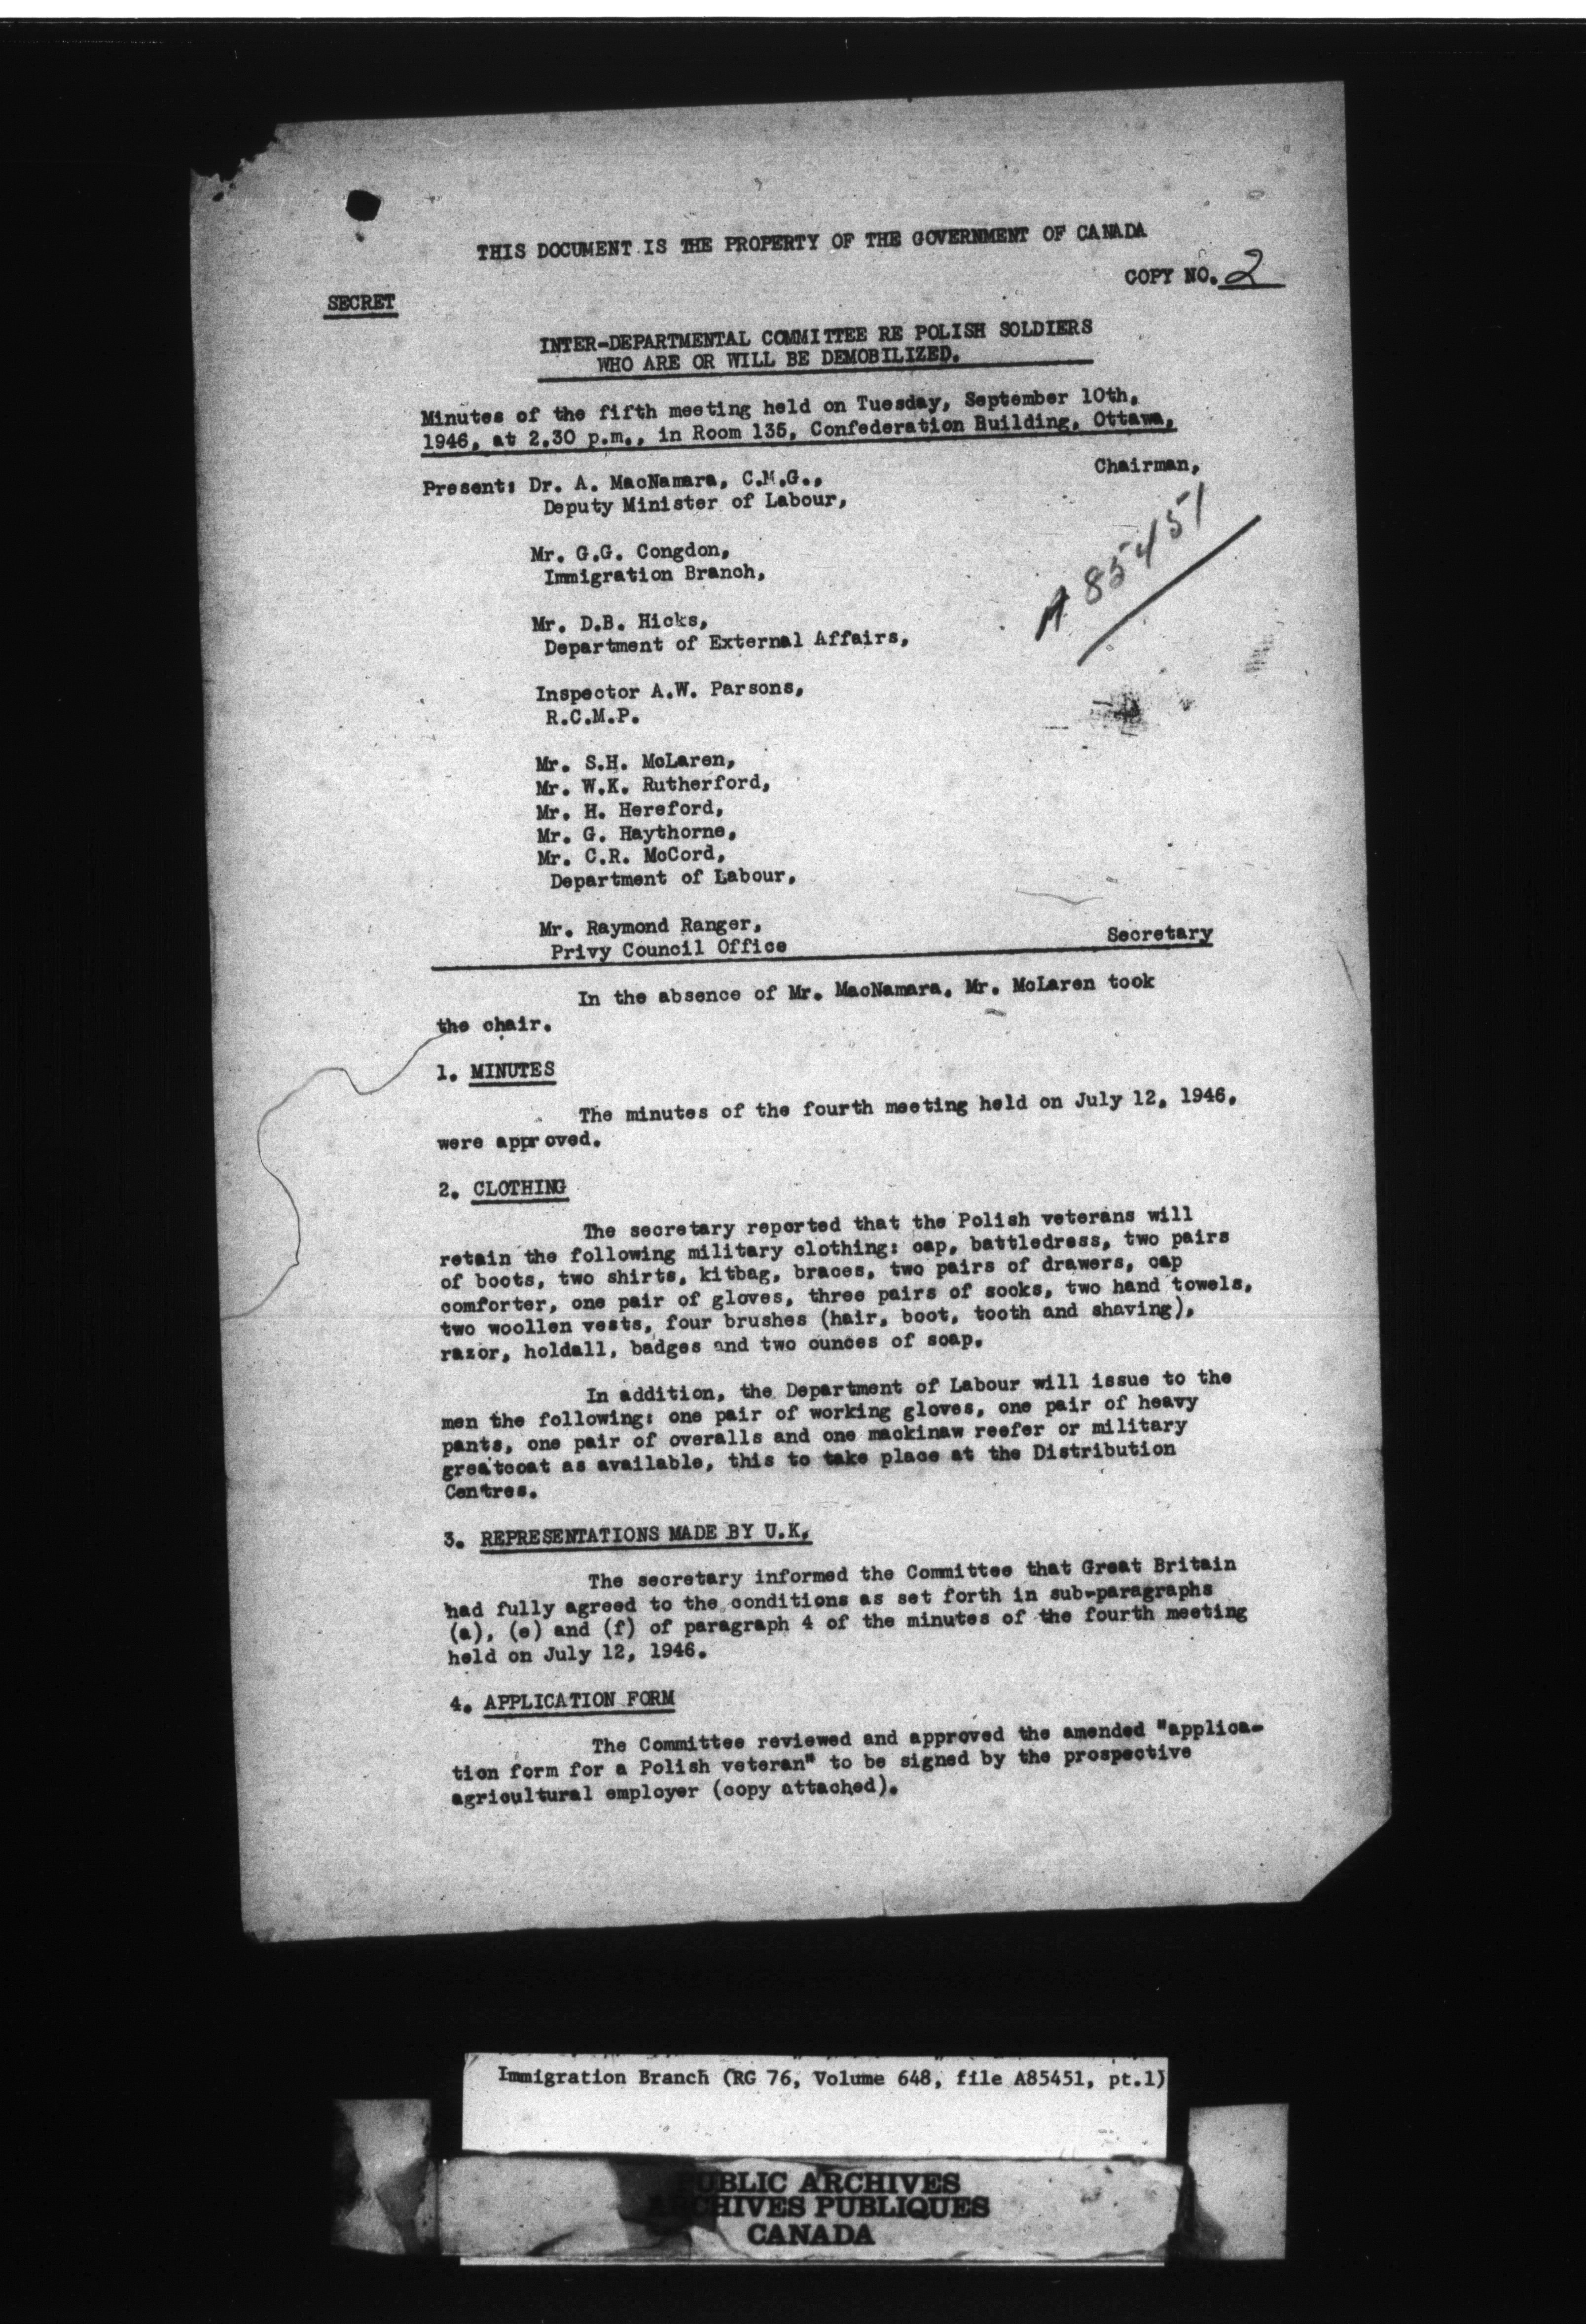 THIS DOCUMENT IS THE PROPERTY OF THE GOVERNMENT OF CANADA
COPY NO. 2
SECRET
INTER-DEPARTMENTAL COMMITTEE RE POLISH SOLDIERS
WHO ARE OR WILL BE DEMOBILIZED.
Minutes of the fifth meeting held on Tuesday, September 10th,
1946, at 2.30 p.m., in Room 135, Confederation Building, Ottawa,
Present: Dr. A. MacNamara, C.M.G., Chairman,
Deputy Minister of Labour,
A 85451
Mr. G.G. Congdon,
Immigration Branch,
Mr. D.B. Hicks,
Department of External Affairs,
Inspector A.W. Parsons,
R.C.M.P.
Mr. S.H. McLaren,
Mr. W.K. Rutherford,
Mr. H. Hereford,
Mr. G. Haythorne,
Mr. C.R. McCord,
Department of Labour,
Mr. Raymond Ranger,
Privy Council Office Secretary
In the absence of Mr. MacNamara, Mr. McLaren took
the chair.
1. MINUTES
The minutes of the fourth meeting held on July 12, 1946,
were approved.
2. CLOTHING
The secretary reported that the Polish veterans will
retain the following military clothing: cap, battledress, two pairs
of boots, two shirts, kitbag, braces, two pairs of drawers, cap
comforter, one pair of gloves, three pairs of socks, two hand towels,
two woollen vests, four brushes (hair, boot, tooth and shaving),
razor, holdall, badges and two ounces of soap.
In addition, the Department of Labour will issue to the
men the following: one pair of working gloves, one pair of heavy
pants, one pair of overalls and one mackinaw reefer or military
greatcoat as available, this to take place at the Distribution
Centres.
3. REPRESENTATIONS MADE BY U.K.
The secretary informed the Committee that Great Britain
had fully agreed to the conditions as set forth in sub-paragraphs
(a), (e) and (f) of paragraph 4 of the minutes of the fourth meeting
held on July 12, 1946.
4. APPLICATION FORM
The Committee reviewed and approved the amended "applica-
tion form for a Polish veteran" to be signed by the prospective
agricultural employer (copy attached).
Immigration Branch (RG 76, Volume 648, file A85451, pt.1)
PUBLIC ARCHIVES
ARCHIVES PUBLIQUES
CANADA